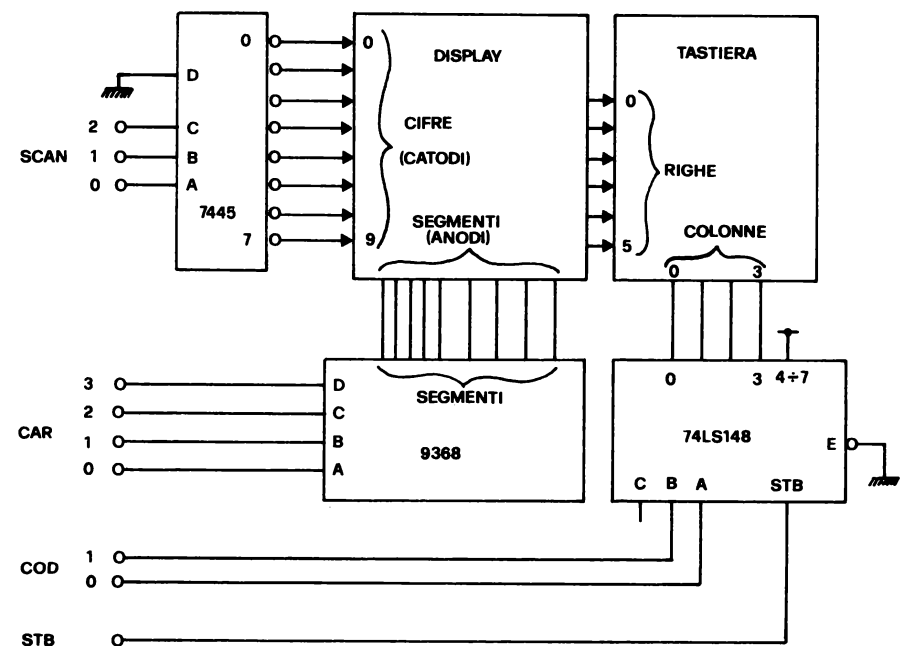 0
0
DISPLAY
TASTIERA
D
0
2
C
CIFRE
SCAN
1
B
(CATODI)
RIGHE
0
A
7445
SEGMENTI
(ANODI)
7
9
5
COLONNE
0
3
3
D
SEGMENTI
0
3
4÷7
2
C
CAR
74LS148
1
B
9368
E
0
A
C
B
A
STB
1
COD
0
STB